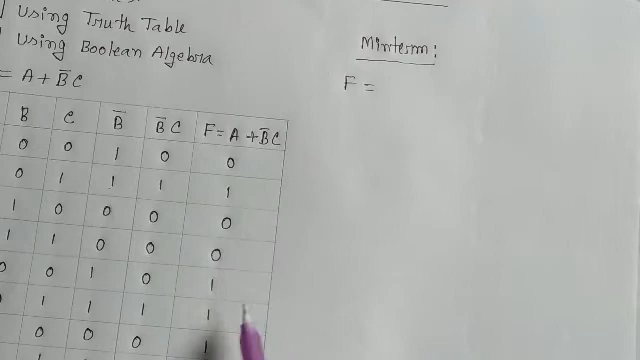 Using Truth Table
Using Boolean Algebra
= A + B̅C
Minterm:
F =
B C B̅ B̅C F = A + B̅C
0 0 1 0 0
0 1 1 1 1
1 0 0 0 0
1 1 0 0 0
0 0 1 0 1
0 1 1 1 1
0 0 0 1